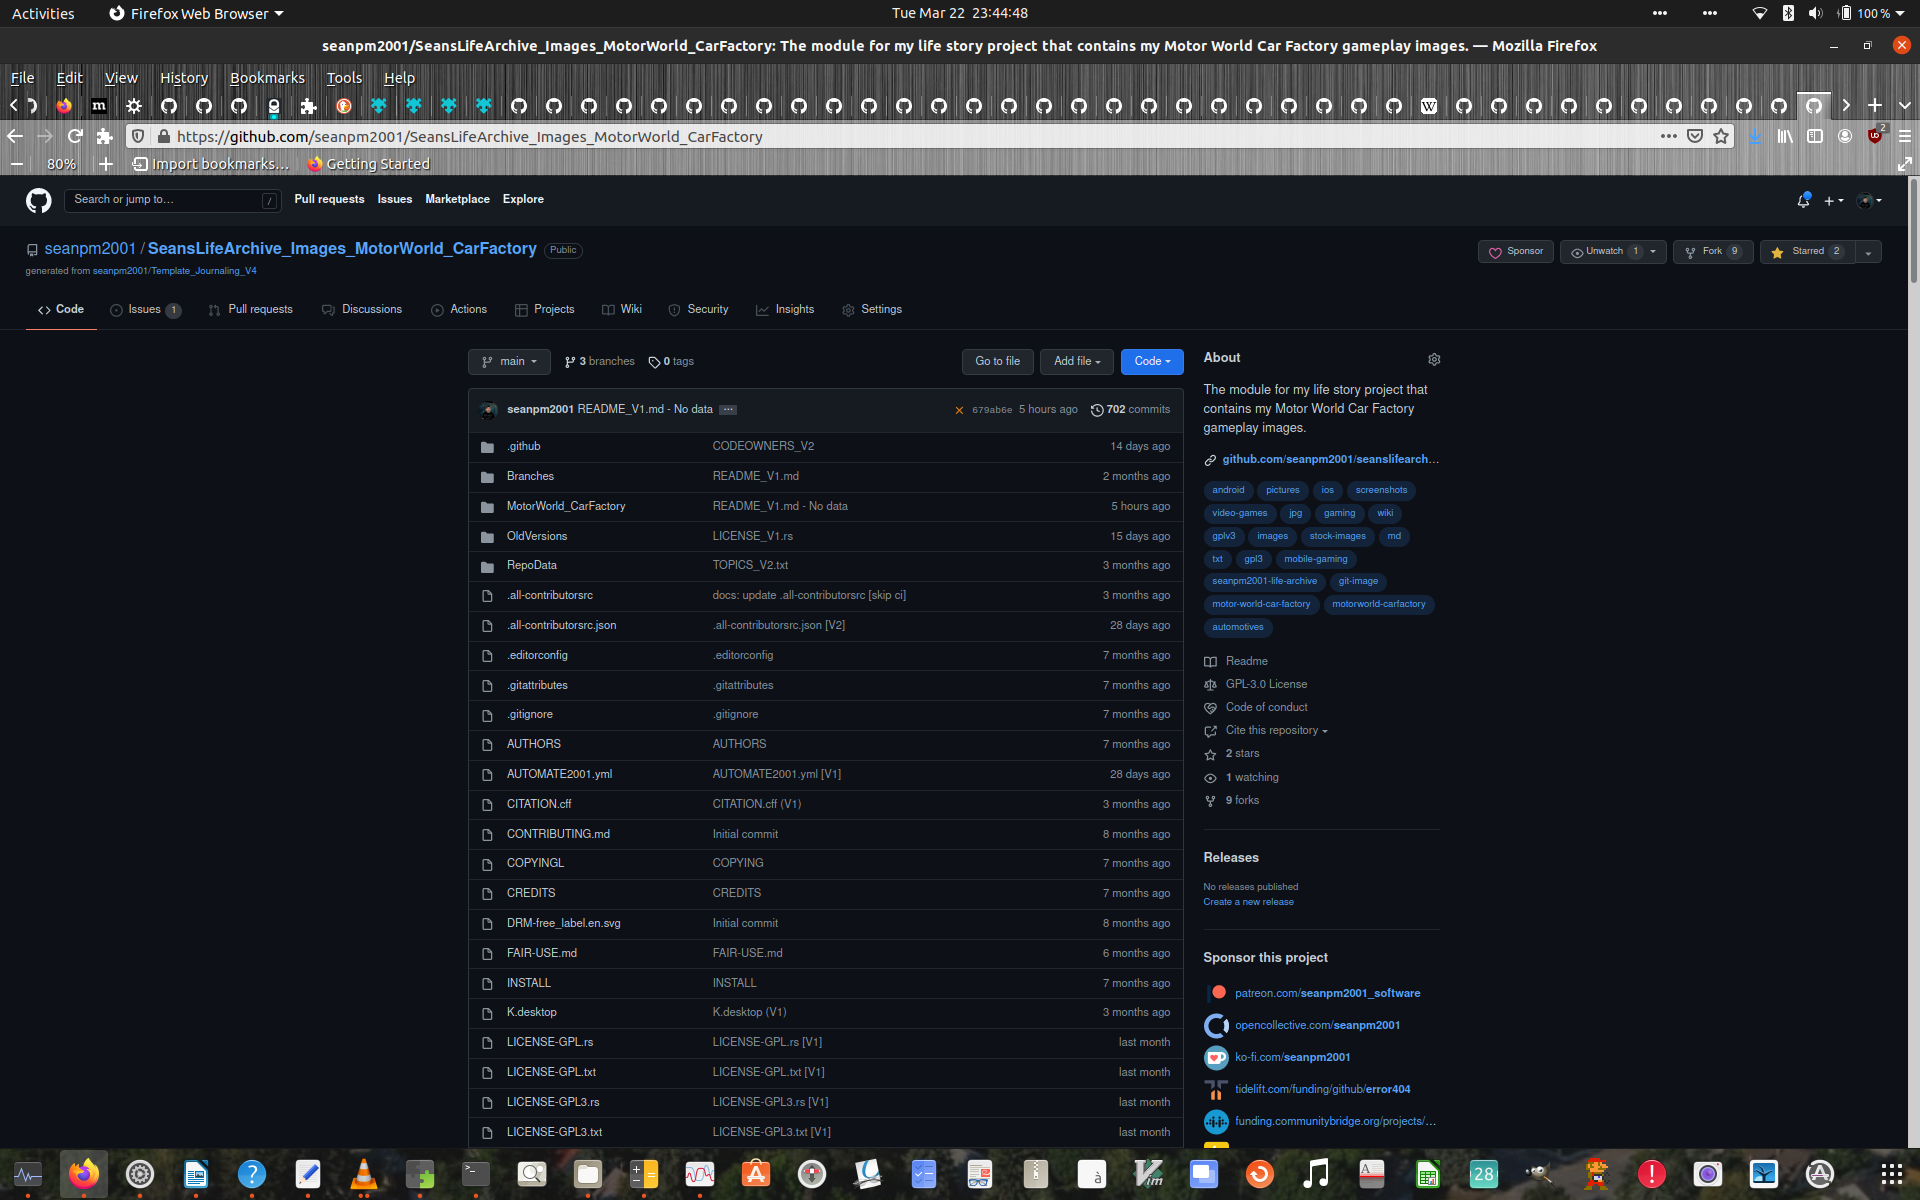 Activities Firefox Web Browser Tue Mar 22 23:44:48 100 %
seanpm2001/SeansLifeArchive_Images_MotorWorld_CarFactory: The module for my life story project that contains my Motor World Car Factory gameplay images. — Mozilla Firefox
File Edit View History Bookmarks Tools Help
https://github.com/seanpm2001/SeansLifeArchive_Images_MotorWorld_CarFactory 2
80% Import bookmarks... Getting Started
Search or jump to... / Pull requests Issues Marketplace Explore
seanpm2001 / SeansLifeArchive_Images_MotorWorld_CarFactory Public Sponsor Unwatch 1 Fork 9 Starred 2
generated from seanpm2001/Template_Journaling_V4
Code Issues 1 Pull requests Discussions Actions Projects Wiki Security Insights Settings
main 3 branches 0 tags Go to file Add file Code
seanpm2001 README_V1.md - No data 679ab6e 5 hours ago 702 commits
.github CODEOWNERS_V2 14 days ago
Branches README_V1.md 2 months ago
MotorWorld_CarFactory README_V1.md - No data 5 hours ago
OldVersions LICENSE_V1.rs 15 days ago
RepoData TOPICS_V2.txt 3 months ago
.all-contributorsrc docs: update .all-contributorsrc [skip ci] 3 months ago
.all-contributorsrc.json .all-contributorsrc.json [V2] 28 days ago
.editorconfig .editorconfig 7 months ago
.gitattributes .gitattributes 7 months ago
.gitignore .gitignore 7 months ago
AUTHORS AUTHORS 7 months ago
AUTOMATE2001.yml AUTOMATE2001.yml [V1] 28 days ago
CITATION.cff CITATION.cff (V1) 3 months ago
CONTRIBUTING.md Initial commit 8 months ago
COPYINGL COPYING 7 months ago
CREDITS CREDITS 7 months ago
DRM-free_label.en.svg Initial commit 8 months ago
FAIR-USE.md FAIR-USE.md 6 months ago
INSTALL INSTALL 7 months ago
K.desktop K.desktop (V1) 3 months ago
LICENSE-GPL.rs LICENSE-GPL.rs [V1] last month
LICENSE-GPL.txt LICENSE-GPL.txt [V1] last month
LICENSE-GPL3.rs LICENSE-GPL3.rs [V1] last month
LICENSE-GPL3.txt LICENSE-GPL3.txt [V1] last month
About
The module for my life story project that
contains my Motor World Car Factory
gameplay images.
github.com/seanpm2001/seanslifearch...
android pictures ios screenshots
video-games jpg gaming wiki
gplv3 images stock-images md
txt gpl3 mobile-gaming
seanpm2001-life-archive git-image
motor-world-car-factory motorworld-carfactory
automotives
Readme
GPL-3.0 License
Code of conduct
Cite this repository
2 stars
1 watching
9 forks
Releases
No releases published
Create a new release
Sponsor this project
patreon.com/seanpm2001_software
opencollective.com/seanpm2001
ko-fi.com/seanpm2001
tidelift.com/funding/github/error404
funding.communitybridge.org/projects/...
28